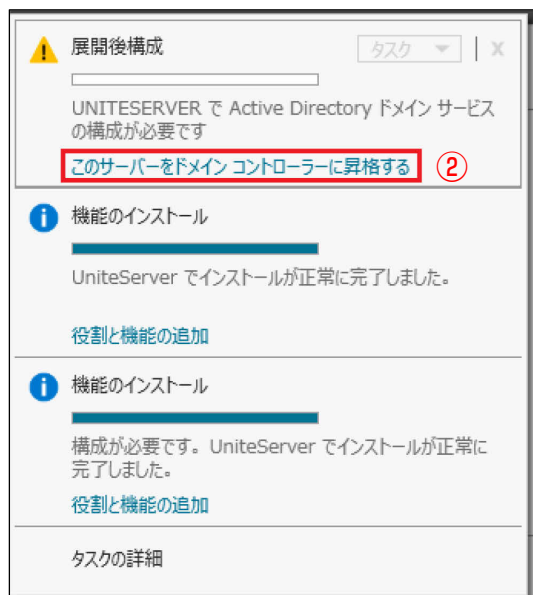 展開後構成
タスク
X
UNITESERVER で Active Directory ドメイン サービス
の構成が必要です
このサーバーをドメイン コントローラーに昇格する
②
機能のインストール
UniteServer でインストールが正常に完了しました。
役割と機能の追加
機能のインストール
構成が必要です。UniteServer でインストールが正常に
完了しました。
役割と機能の追加
タスクの詳細